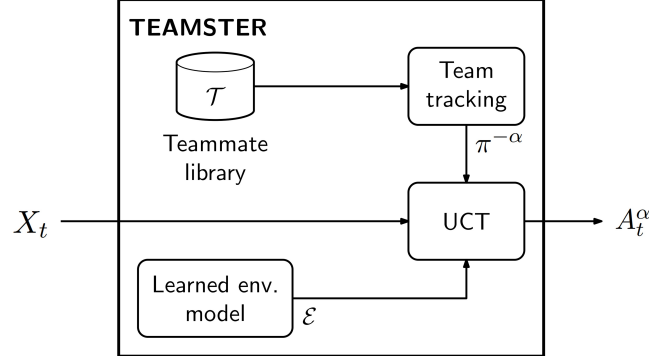 TEAMSTER
𝒯
Team
tracking
Teammate
library
π^{-α}
X_t
UCT
A_t^α
Learned env.
model
ℰ